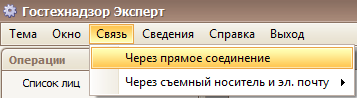 Гостехнадзор Эксперт
Тема Окно Связь Сведения Справка Выход
Операции
Через прямое соединение
Список лиц
Через съемный носитель и эл. почту